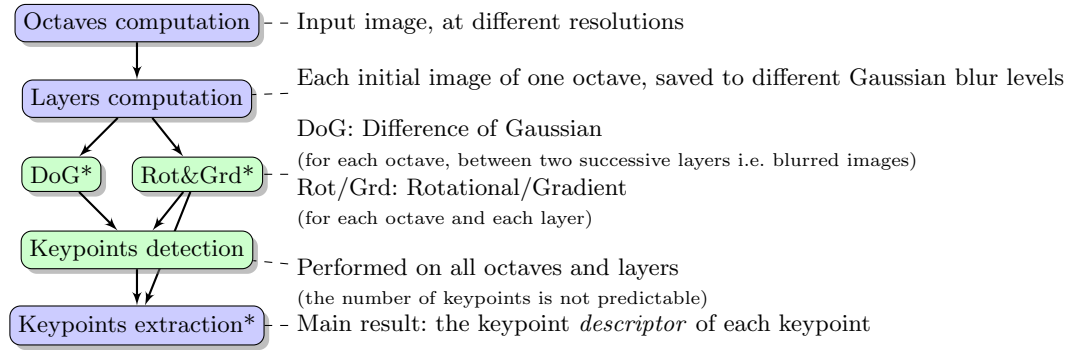 Octaves computation
Input image, at different resolutions
Layers computation
Each initial image of one octave, saved to different Gaussian blur levels
DoG*
Rot&Grd*
DoG: Difference of Gaussian
(for each octave, between two successive layers i.e. blurred images)
Rot/Grd: Rotational/Gradient
(for each octave and each layer)
Keypoints detection
Performed on all octaves and layers
(the number of keypoints is not predictable)
Keypoints extraction*
Main result: the keypoint descriptor of each keypoint